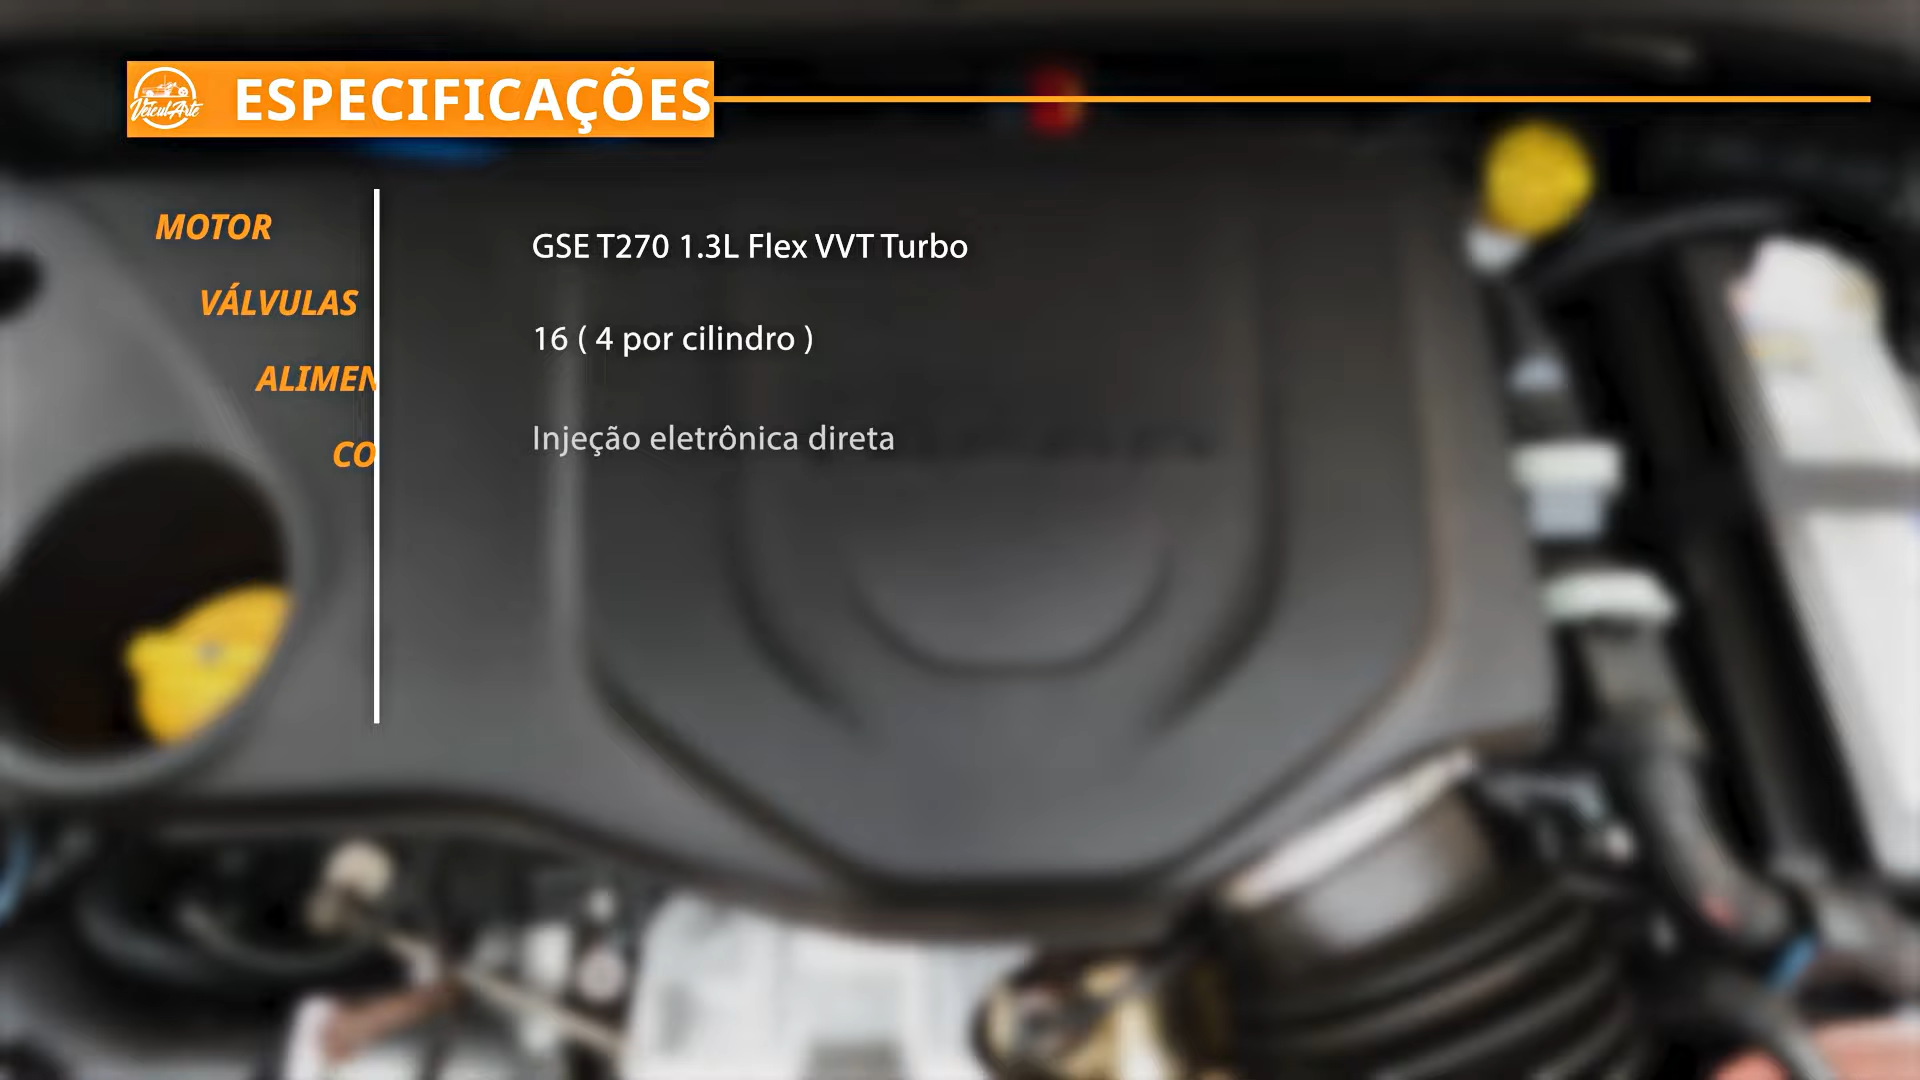 VeiculArte
ESPECIFICAÇÕES
MOTOR
GSE T270 1.3L Flex VVT Turbo
VÁLVULAS
16 ( 4 por cilindro )
ALIMEN
Injeção eletrônica direta
CO